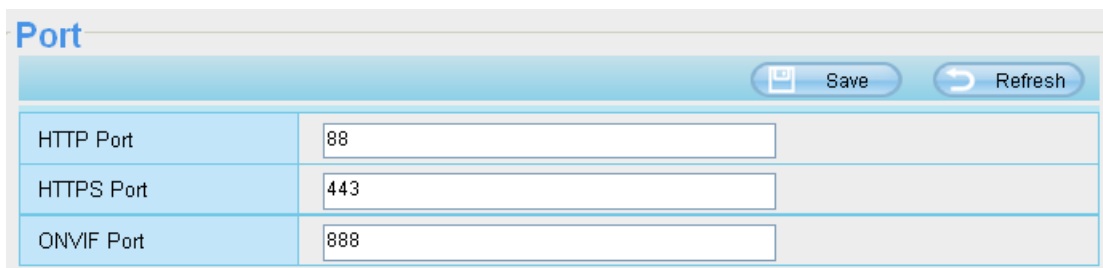 Port
Save Refresh
HTTP Port 88
HTTPS Port 443
ONVIF Port 888